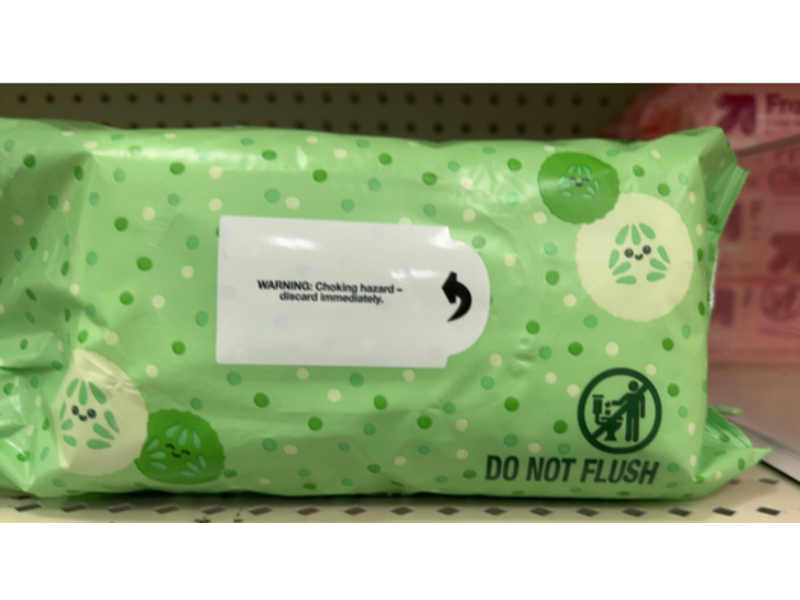 WARNING: Choking hazard –
discard immediately.
DO NOT FLUSH